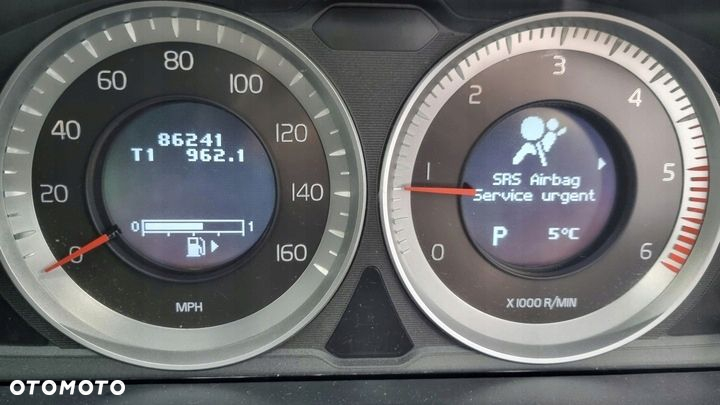 0
20
40
60
80
100
120
140
160
MPH
86241
T1 962.1
0 1
0
1
2
3
4
5
6
X1000 R/MIN
SRS Airbag
Service urgent
P 5°C
OTOMOTO